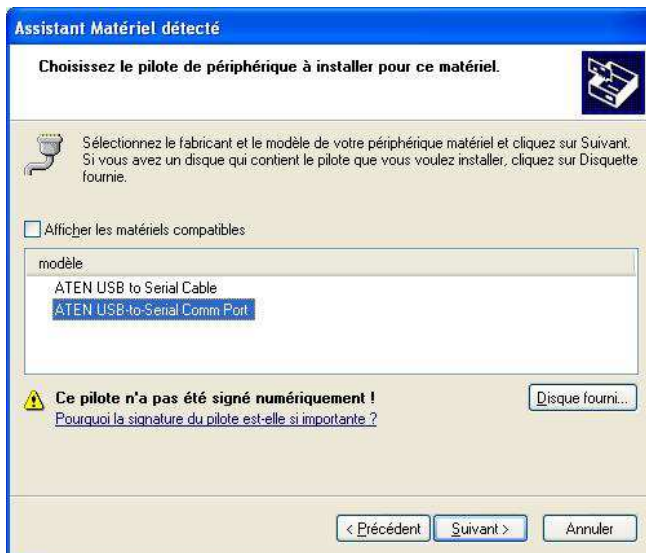 Assistant Matériel détecté
Choisissez le pilote de périphérique à installer pour ce matériel.
Sélectionnez le fabricant et le modèle de votre périphérique matériel et cliquez sur Suivant.
Si vous avez un disque qui contient le pilote que vous voulez installer, cliquez sur Disquette
fournie.
Afficher les matériels compatibles
modèle
ATEN USB to Serial Cable
ATEN USB-to-Serial Comm Port
Ce pilote n'a pas été signé numériquement !
Disque fourni...
Pourquoi la signature du pilote est-elle si importante ?
< Précédent Suivant > Annuler